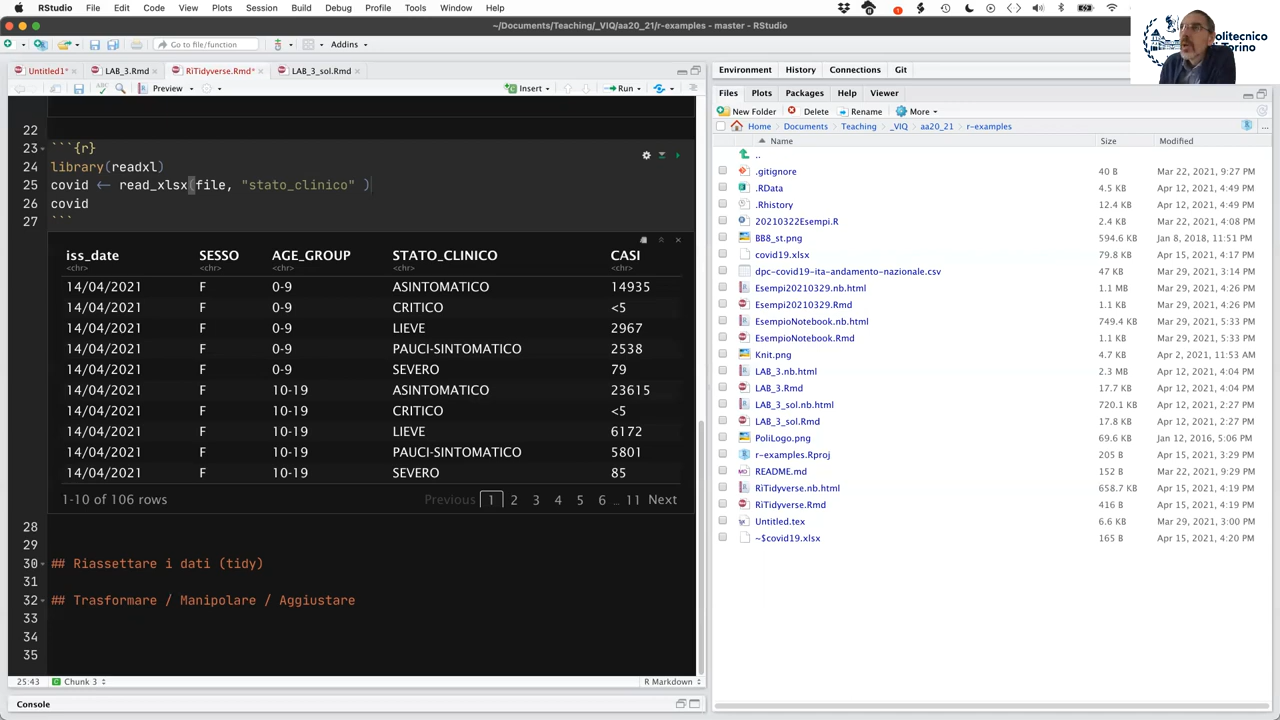 RStudio File Edit Code View Plots Session Build Debug Profile Tools Window Help
~/Documents/Teaching/_VIQ/aa20_21/r-examples - master - RStudio
Go to file/function Addins
Politecnico
di Torino
Untitled1* LAB_3.Rmd RiTidyverse.Rmd* LAB_3_sol.Rmd
Preview Insert Run
22
23 ```{r}
24 library(readxl)
25 covid <- read_xlsx(file, "stato_clinico" )
26 covid
27 ```
iss_date SESSO AGE_GROUP STATO_CLINICO CASI
<chr> <chr> <chr> <chr> <chr>
14/04/2021 F 0-9 ASINTOMATICO 14935
14/04/2021 F 0-9 CRITICO <5
14/04/2021 F 0-9 LIEVE 2967
14/04/2021 F 0-9 PAUCI-SINTOMATICO 2538
14/04/2021 F 0-9 SEVERO 79
14/04/2021 F 10-19 ASINTOMATICO 23615
14/04/2021 F 10-19 CRITICO <5
14/04/2021 F 10-19 LIEVE 6172
14/04/2021 F 10-19 PAUCI-SINTOMATICO 5801
14/04/2021 F 10-19 SEVERO 85
1-10 of 106 rows Previous 1 2 3 4 5 6 ... 11 Next
28
29
30 ## Riassettare i dati (tidy)
31
32 ## Trasformare / Manipolare / Aggiustare
33
34
35
25:43 Chunk 3 R Markdown
Console
Environment History Connections Git
Files Plots Packages Help Viewer
New Folder Delete Rename More
Home Documents Teaching _VIQ aa20_21 r-examples ...
Name Size Modified
..
.gitignore 40 B Mar 22, 2021, 9:27 PM
.RData 4.5 KB Apr 12, 2021, 4:49 PM
.Rhistory 12.4 KB Apr 12, 2021, 4:49 PM
20210322Esempi.R 2.4 KB Mar 22, 2021, 4:08 PM
BB8_st.png 594.6 KB Jan 8, 2018, 11:51 PM
covid19.xlsx 79.8 KB Apr 15, 2021, 4:17 PM
dpc-covid19-ita-andamento-nazionale.csv 47 KB Mar 29, 2021, 3:14 PM
Esempi20210329.nb.html 1.1 MB Mar 29, 2021, 4:26 PM
Esempi20210329.Rmd 1.1 KB Mar 29, 2021, 4:26 PM
EsempioNotebook.nb.html 749.4 KB Mar 29, 2021, 5:33 PM
EsempioNotebook.Rmd 1.1 KB Mar 29, 2021, 5:33 PM
Knit.png 4.7 KB Apr 2, 2021, 11:53 AM
LAB_3.nb.html 2.3 MB Apr 12, 2021, 4:04 PM
LAB_3.Rmd 17.7 KB Apr 12, 2021, 4:04 PM
LAB_3_sol.nb.html 720.1 KB Apr 12, 2021, 2:27 PM
LAB_3_sol.Rmd 17.8 KB Apr 12, 2021, 2:27 PM
PoliLogo.png 69.6 KB Jan 12, 2016, 5:06 PM
r-examples.Rproj 205 B Apr 15, 2021, 3:29 PM
README.md 152 B Mar 22, 2021, 9:29 PM
RiTidyverse.nb.html 658.7 KB Apr 15, 2021, 4:19 PM
RiTidyverse.Rmd 416 B Apr 15, 2021, 4:19 PM
Untitled.tex 6.6 KB Mar 29, 2021, 3:00 PM
~$covid19.xlsx 165 B Apr 15, 2021, 4:20 PM